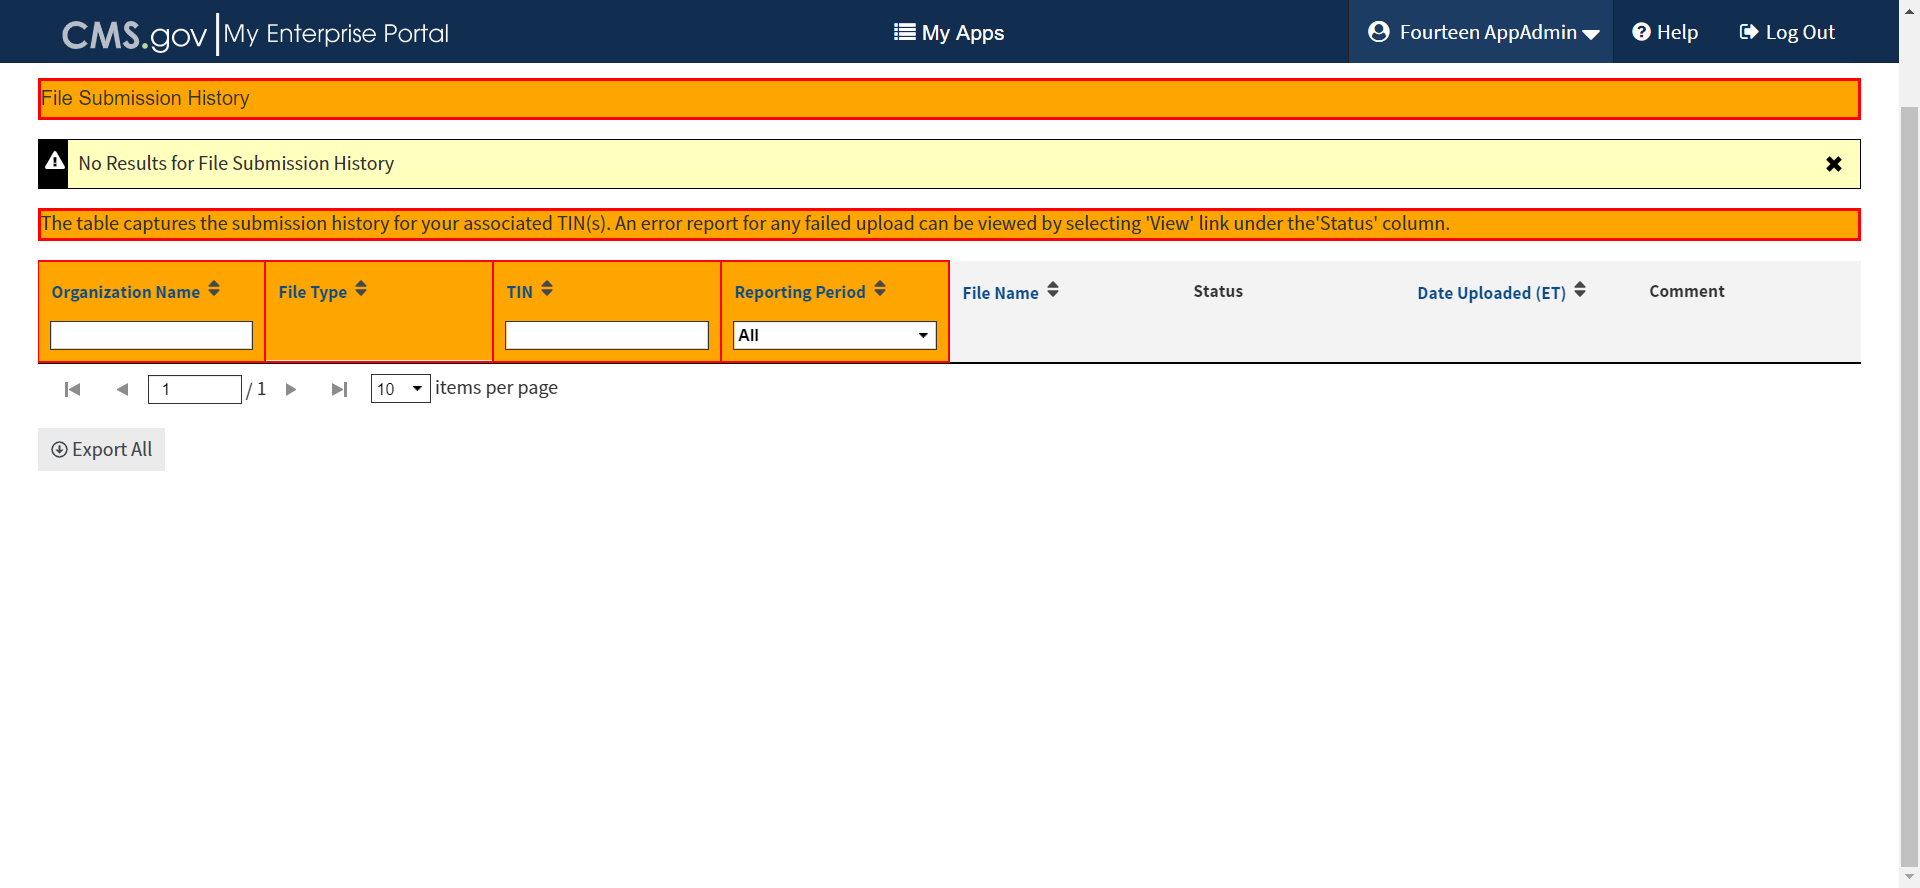 CMS.gov My Enterprise Portal
My Apps
Fourteen AppAdmin
Help
Log Out
File Submission History
No Results for File Submission History
The table captures the submission history for your associated TIN(s). An error report for any failed upload can be viewed by selecting 'View' link under the'Status' column.
Organization Name File Type TIN Reporting Period File Name Status Date Uploaded (ET) Comment
All
1 / 1 10 items per page
Export All